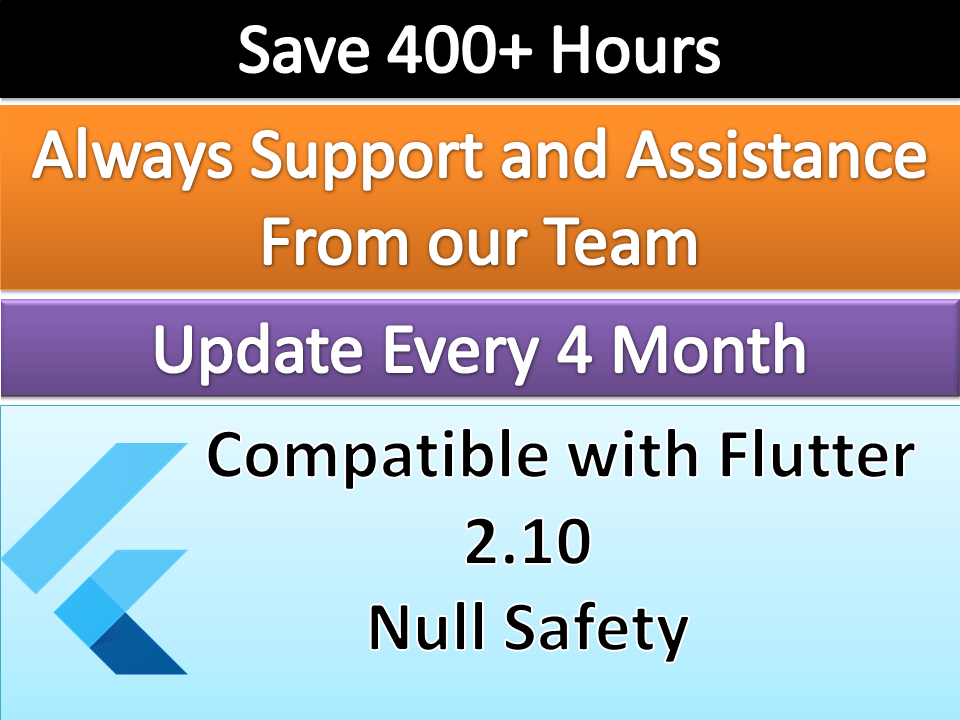 Save 400+ Hours
Always Support and Assistance
From our Team
Update Every 4 Month
Compatible with Flutter
2.10
Null Safety